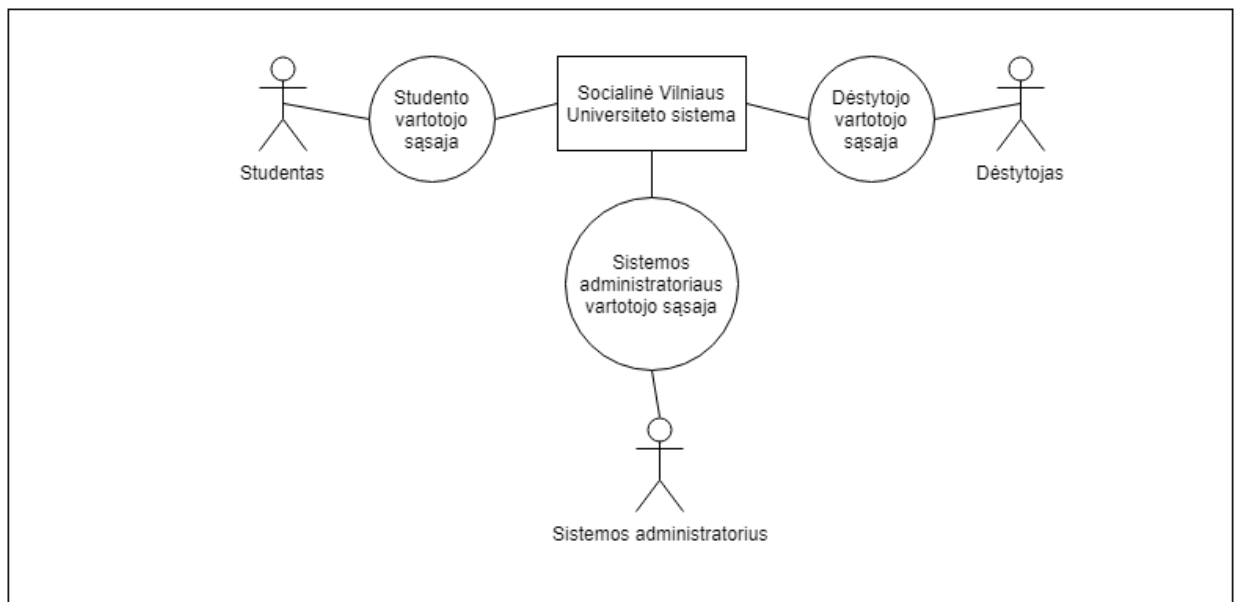 Studento
vartotojo
sąsaja
Socialinė Vilniaus
Universiteto sistema
Dėstytojo
vartotojo
sąsaja
Studentas
Dėstytojas
Sistemos
administratoriaus
vartotojo sąsaja
Sistemos administratorius